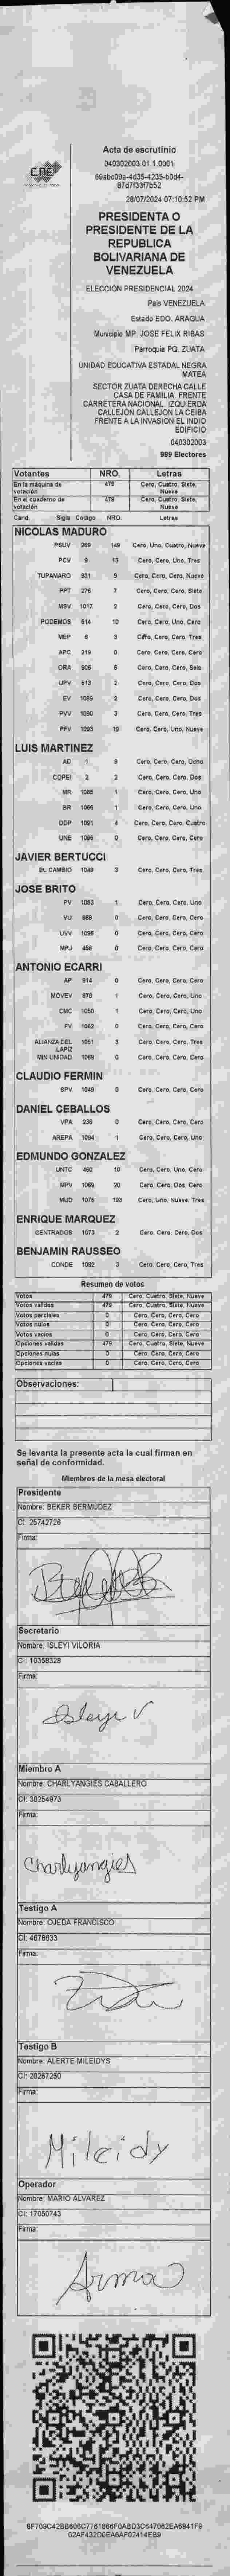 CNE
Acta de escrutinio
040302003.01.1.0001
69abc09a-4d35-4235-b0d4-
87d7f33f7b52
28/07/2024 07:10:52 PM
PRESIDENTA O
PRESIDENTE DE LA
REPUBLICA
BOLIVARIANA DE
VENEZUELA
ELECCIÓN PRESIDENCIAL 2024
País VENEZUELA
Estado EDO. ARAGUA
Municipio MP. JOSE FELIX RIBAS
Parroquia PQ. ZUATA
UNIDAD EDUCATIVA ESTADAL NEGRA
MATEA
SECTOR ZUATA DERECHA CALLE
CASA DE FAMILIA. FRENTE
CARRETERA NACIONAL. IZQUIERDA
CALLEJON CALLEJON LA CEIBA
FRENTE A LA INVASION EL INDIO
EDIFICIO
040302003
989 Electores
Votantes NRO. Letras
En la máquina de votación 479 Cero, Cuatro, Siete, Nueve
En el cuaderno de votación 479 Cero, Cuatro, Siete, Nueve
Cand. Sigla Código NRO. Letras
NICOLAS MADURO
PSUV 269 149 Cero, Uno, Cuatro, Nueve
PCV 9 13 Cero, Cero, Uno, Tres
TUPAMARO 931 9 Cero, Cero, Cero, Nueve
PPT 276 7 Cero, Cero, Cero, Siete
MSV 1017 2 Cero, Cero, Cero, Dos
PODEMOS 614 10 Cero, Cero, Uno, Cero
MEP 6 3 Cero, Cero, Cero, Tres
APC 219 0 Cero, Cero, Cero, Cero
ORA 906 6 Cero, Cero, Cero, Seis
UPV 613 2 Cero, Cero, Cero, Dos
EV 1089 2 Cero, Cero, Cero, Dos
PVV 1090 3 Cero, Cero, Cero, Tres
PFV 1093 19 Cero, Cero, Uno, Nueve
LUIS MARTINEZ
AD 1 8 Cero, Cero, Cero, Ocho
COPEI 2 2 Cero, Cero, Cero, Dos
MR 1065 1 Cero, Cero, Cero, Uno
BR 1066 1 Cero, Cero, Cero, Uno
DDP 1091 4 Cero, Cero, Cero, Cuatro
UNE 1096 0 Cero, Cero, Cero, Cero
JAVIER BERTUCCI
EL CAMBIO 1048 3 Cero, Cero, Cero, Tres
JOSE BRITO
PV 1053 1 Cero, Cero, Cero, Uno
VU 989 0 Cero, Cero, Cero, Cero
UVV 1098 0 Cero, Cero, Cero, Cero
MPJ 458 0 Cero, Cero, Cero, Cero
ANTONIO ECARRI
AP 614 0 Cero, Cero, Cero, Cero
MOVEV 678 1 Cero, Cero, Cero, Uno
CMC 1050 1 Cero, Cero, Cero, Uno
FV 1062 0 Cero, Cero, Cero, Cero
ALIANZA DEL LAPIZ 1051 3 Cero, Cero, Cero, Tres
MIN UNIDAD 1068 0 Cero, Cero, Cero, Cero
CLAUDIO FERMIN
SPV 1049 0 Cero, Cero, Cero, Cero
DANIEL CEBALLOS
VPA 236 0 Cero, Cero, Cero, Cero
AREPA 1094 1 Cero, Cero, Cero, Uno
EDMUNDO GONZALEZ
UNTC 460 10 Cero, Cero, Uno, Cero
MPV 1069 20 Cero, Cero, Dos, Cero
MUD 1075 193 Cero, Uno, Nueve, Tres
ENRIQUE MARQUEZ
CENTRADOS 1073 2 Cero, Cero, Cero, Dos
BENJAMIN RAUSSEO
CONDE 1092 3 Cero, Cero, Cero, Tres
Resumen de votos
Votos 479 Cero, Cuatro, Siete, Nueve
Votos validos 479 Cero, Cuatro, Siete, Nueve
Votos parciales 0 Cero, Cero, Cero, Cero
Votos nulos 0 Cero, Cero, Cero, Cero
Votos vacios 0 Cero, Cero, Cero, Cero
Opciones validas 479 Cero, Cuatro, Siete, Nueve
Opciones nulas 0 Cero, Cero, Cero, Cero
Opciones vacias 0 Cero, Cero, Cero, Cero
Observaciones:
Se levanta la presente acta la cual firman en
señal de conformidad.
Miembros de la mesa electoral
Presidente
Nombre: BEKER BERMUDEZ
CI: 25742726
Firma:
Secretario
Nombre: ISLEYI VILORIA
CI: 10358328
Firma:
Isleyi V
Miembro A
Nombre: CHARLYANGIES CABALLERO
CI: 30254973
Firma:
Charlyangies
Testigo A
Nombre: OJEDA FRANCISCO
CI: 4678633
Firma:
Testigo B
Nombre: ALERTE MILEIDYS
CI: 20267250
Firma:
Mileidy
Operador
Nombre: MARIO ALVAREZ
CI: 17050743
Firma:
8F709C42BB606C7761866F0ABD3C647062EA6941F9
02AF432D0EA6AF02414EB9